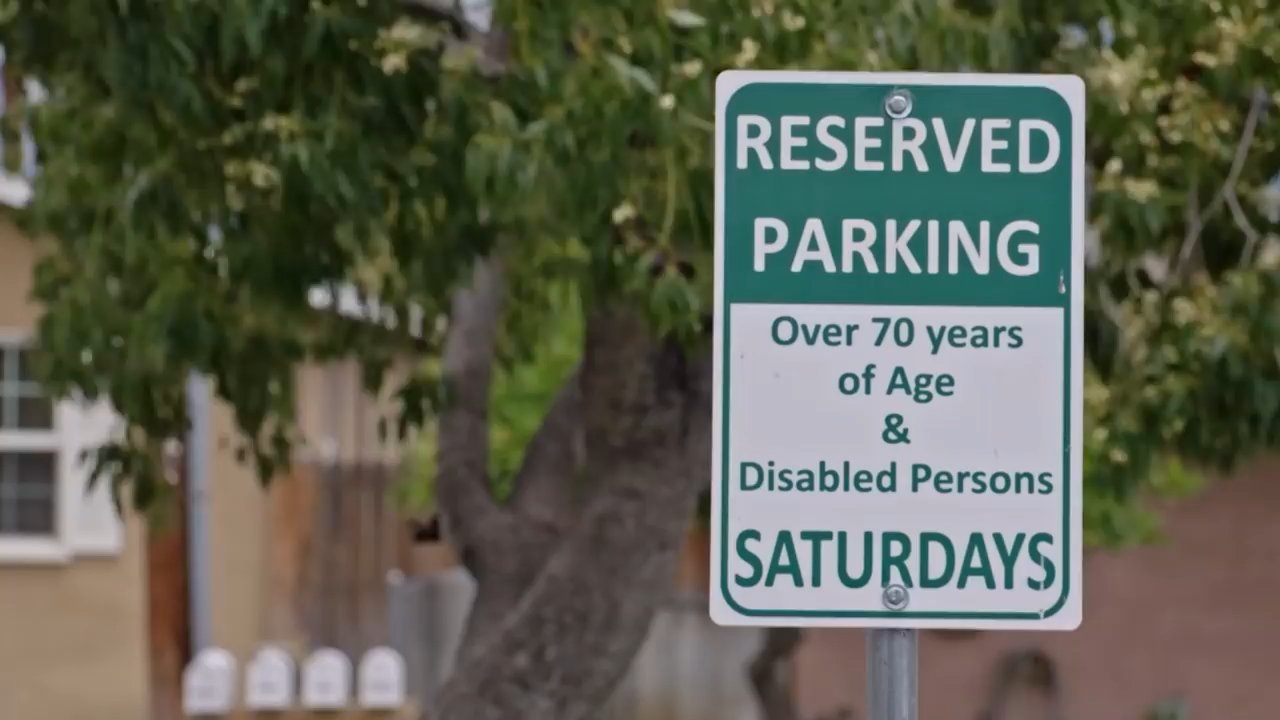 RESERVED
PARKING
Over 70 years
of Age
&
Disabled Persons
SATURDAYS